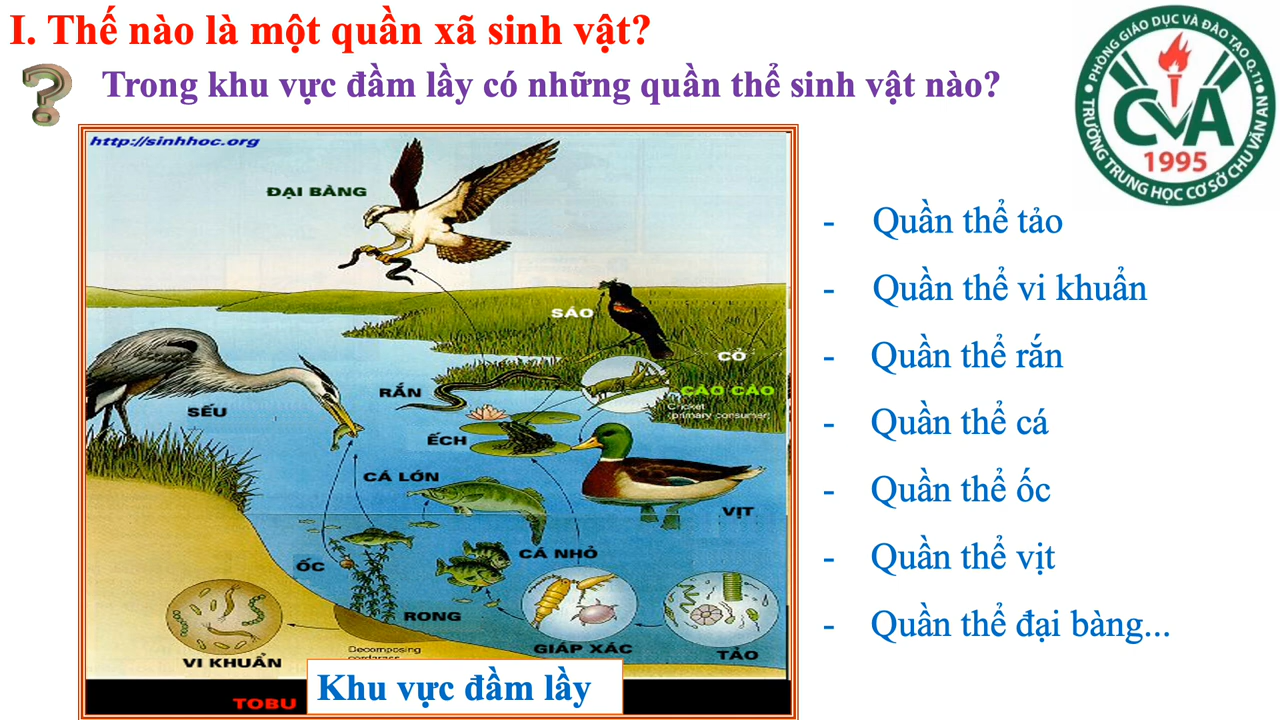 I. Thế nào là một quần xã sinh vật?
Trong khu vực đầm lầy có những quần thể sinh vật nào?
PHÒNG GIÁO DỤC VÀ ĐÀO TẠO Q.11
TRƯỜNG TRUNG HỌC CƠ SỞ CHU VĂN AN
CVA
1995
http://sinhhoc.org
ĐẠI BÀNG
SÁO
CỎ
RẮN
CÀO CÀO
Cricket
(primary consumer)
SẾU
ẾCH
CÁ LỚN
VỊT
CÁ NHỎ
ỐC
RONG
GIÁP XÁC
TẢO
VI KHUẨN
Decomposing
TOBU
Khu vực đầm lầy
- Quần thể tảo
- Quần thể vi khuẩn
- Quần thể rắn
- Quần thể cá
- Quần thể ốc
- Quần thể vịt
- Quần thể đại bàng...